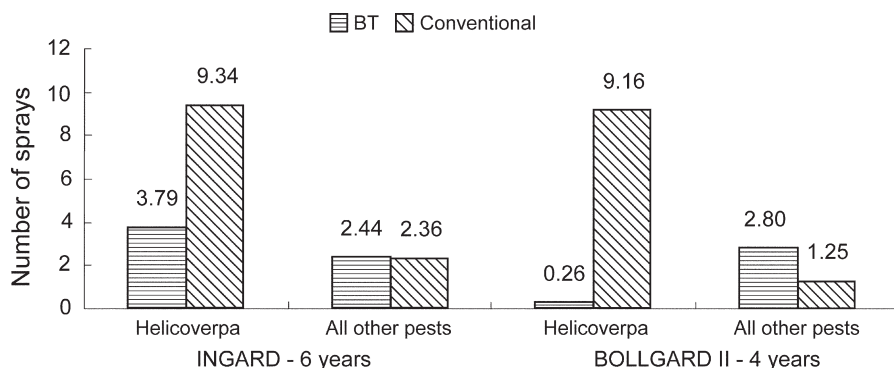 BT Conventional
Number of sprays
12
10
8
6
4
2
0
3.79
9.34
2.44
2.36
0.26
9.16
2.80
1.25
Helicoverpa
All other pests
Helicoverpa
All other pests
INGARD - 6 years
BOLLGARD II - 4 years